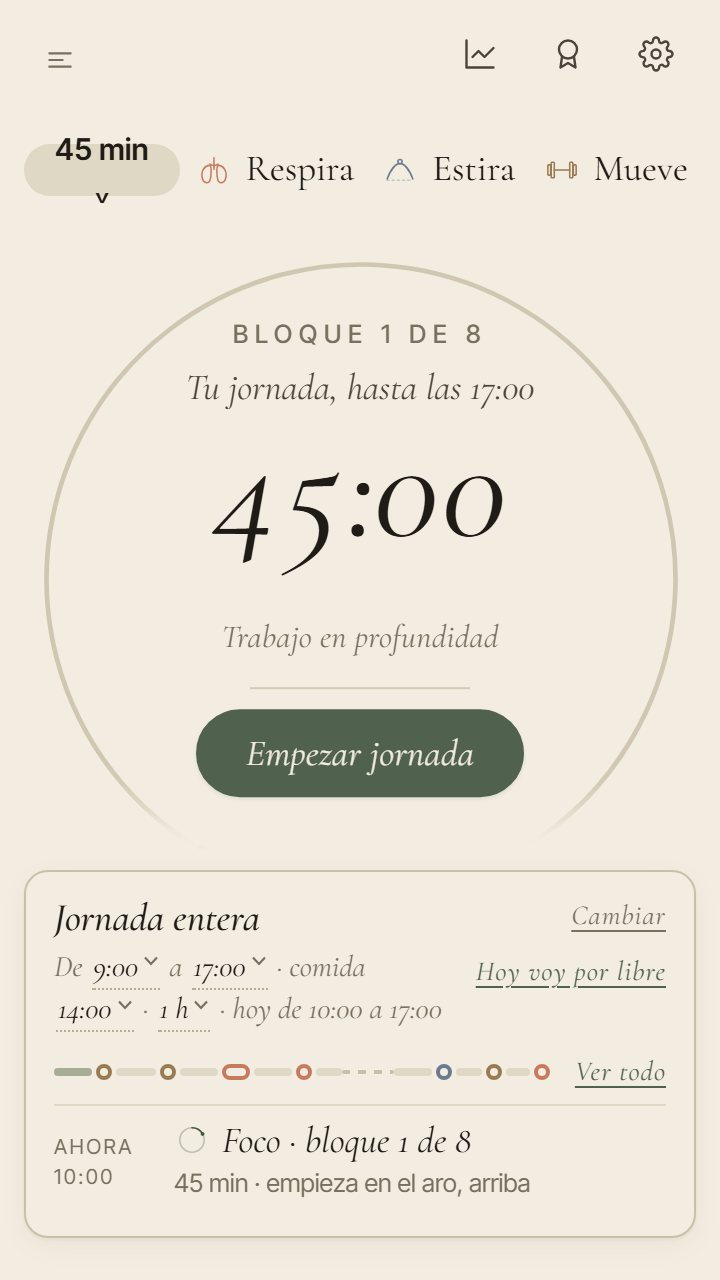 45 min
Respira
Estira
Mueve
BLOQUE 1 DE 8
Tu jornada, hasta las 17:00
45:00
Trabajo en profundidad
Empezar jornada
Jornada entera
Cambiar
De 9:00 a 17:00 · comida
Hoy voy por libre
14:00 · 1 h · hoy de 10:00 a 17:00
Ver todo
AHORA
10:00
Foco · bloque 1 de 8
45 min · empieza en el aro, arriba